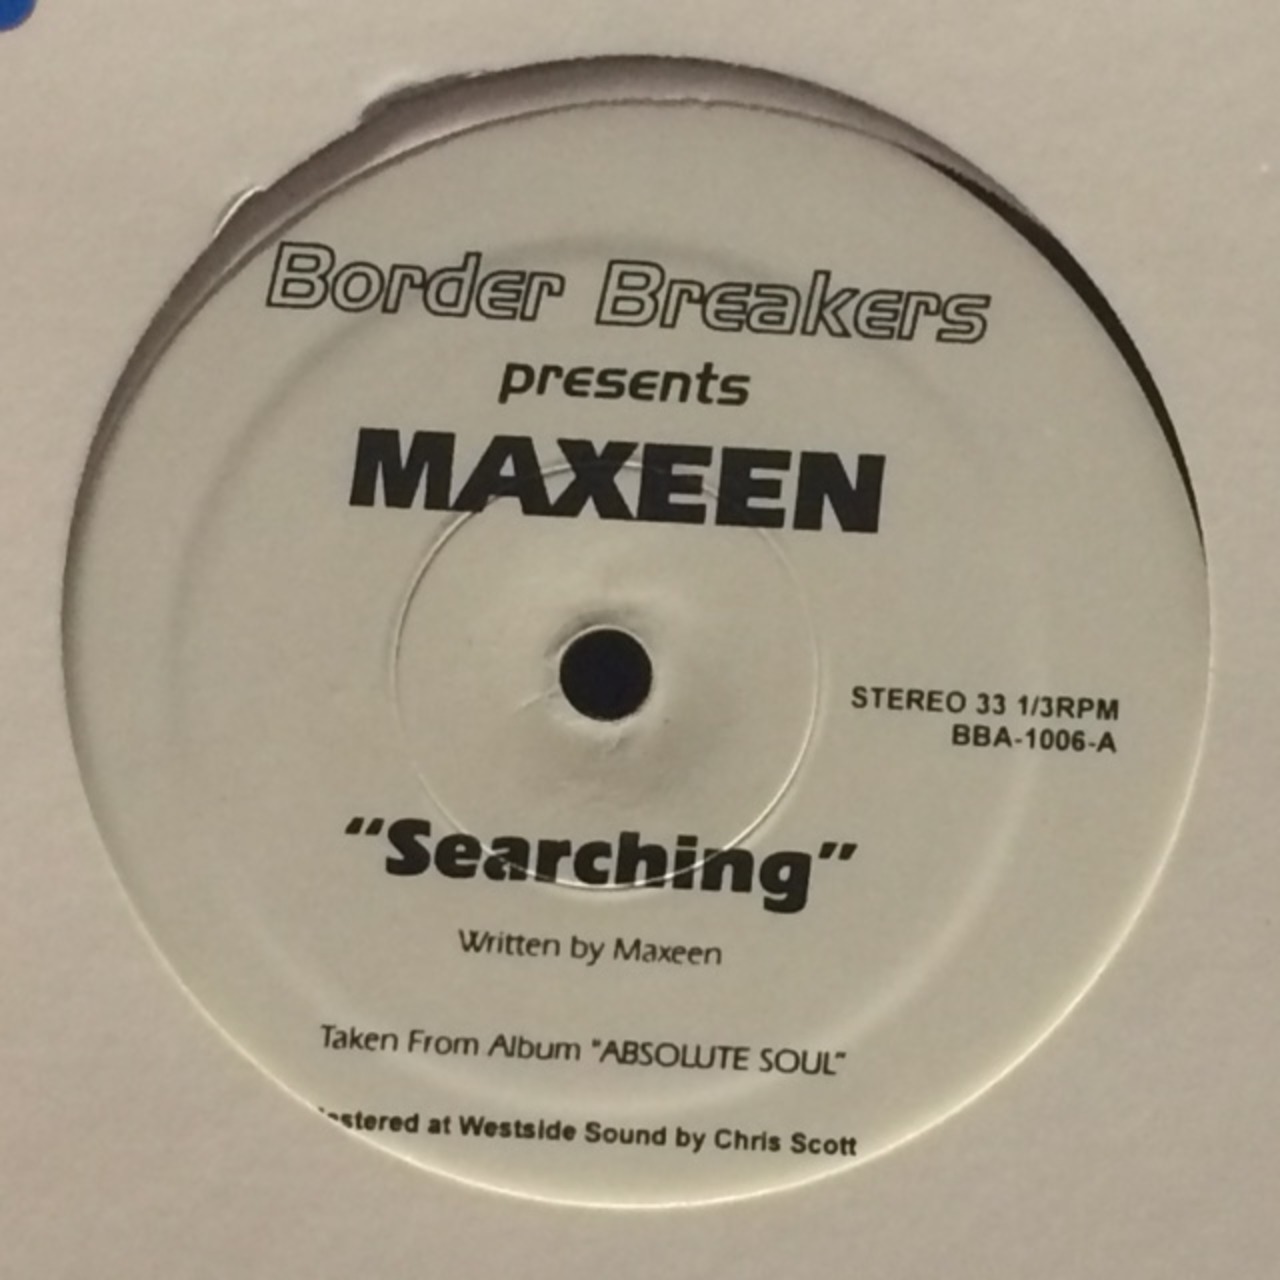 Border Breakers
presents
MAXEEN
STEREO 33 1/3RPM
BBA-1006-A
"Searching"
Written by Maxeen
Taken From Album "ABSOLUTE SOUL"
at Westside Sound by Chris Scott